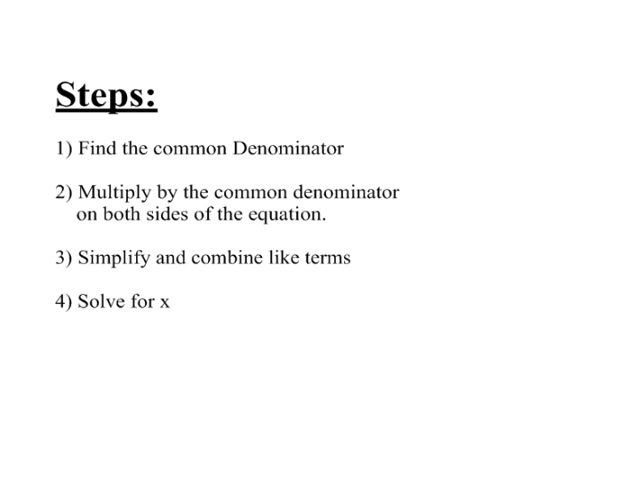 Steps:
1) Find the common Denominator
2) Multiply by the common denominator
on both sides of the equation.
3) Simplify and combine like terms
4) Solve for x